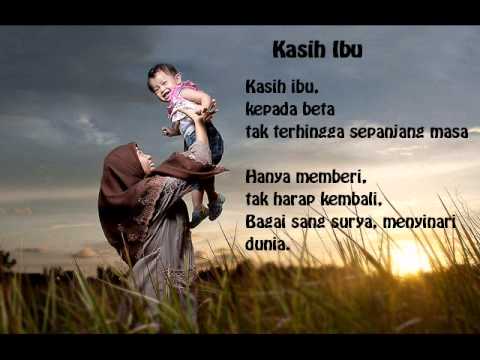 Kasih Ibu
Kasih ibu,
kepada beta
tak terhingga sepanjang masa
Hanya memberi,
tak harap kembali,
Bagai sang surya, menyinari
dunia.